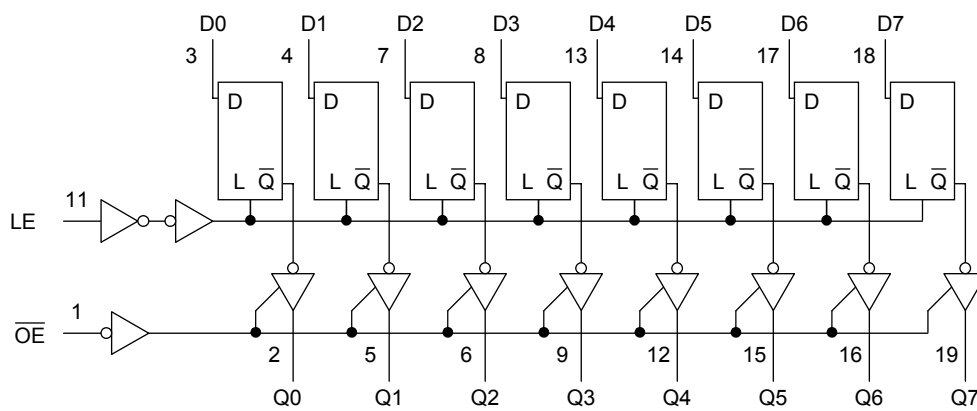 D0 D1 D2 D3 D4 D5 D6 D7
3 4 7 8 13 14 17 18
D D D D D D D D
L Q̅ L Q̅ L Q̅ L Q̅ L Q̅ L Q̅ L Q̅ L Q̅
11
LE
1
O̅E̅
2 5 6 9 12 15 16 19
Q0 Q1 Q2 Q3 Q4 Q5 Q6 Q7